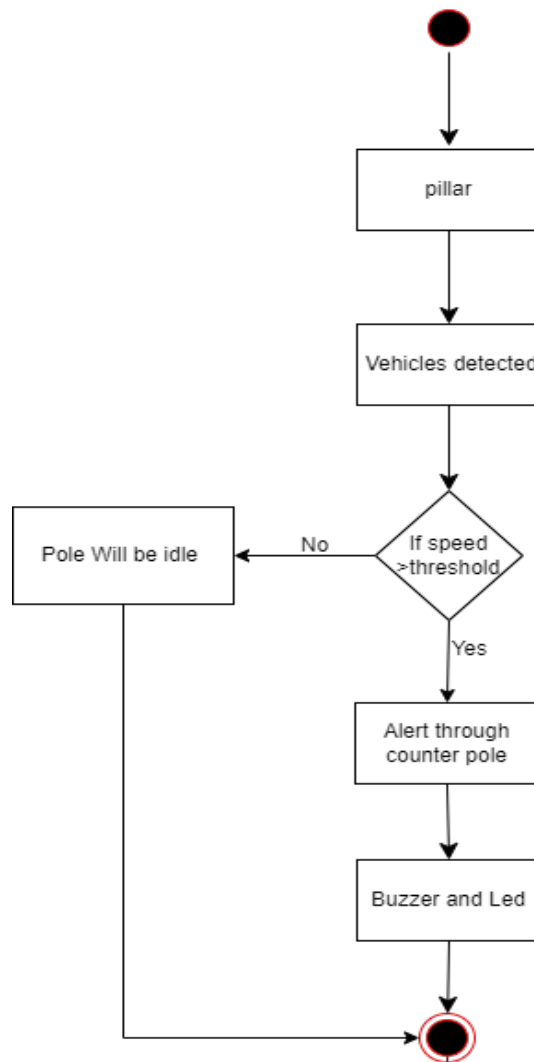 pillar
Vehicles detected
If speed
>threshold
No
Pole Will be idle
Yes
Alert through
counter pole
Buzzer and Led